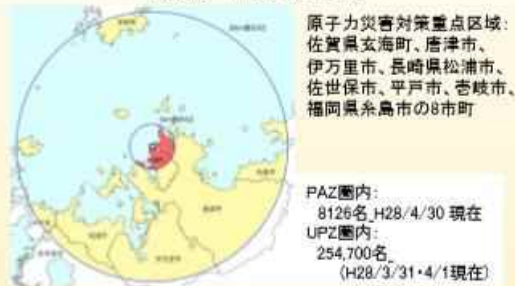 原子力災害対策重点区域:
佐賀県玄海町、唐津市、
伊万里市、長崎県松浦市、
佐世保市、平戸市、壱岐市、
福岡県糸島市の8市町
PAZ圏内:
8126名_H28/4/30 現在
UPZ圏内:
254,700名_
(H28/3/31・4/1現在)